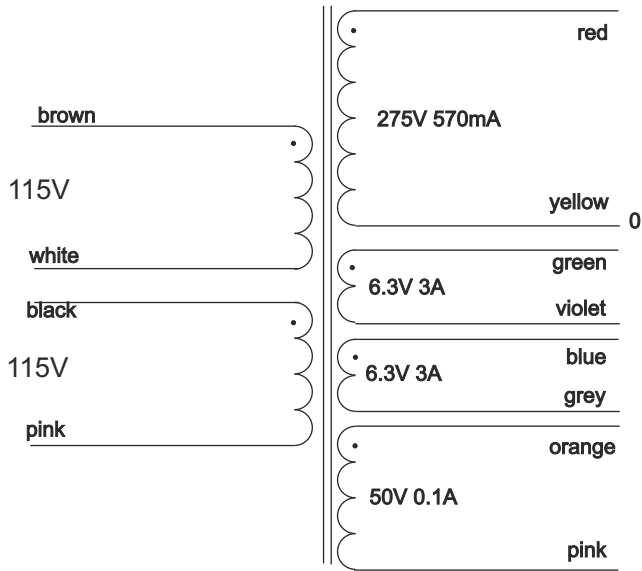 brown
115V
white
black
115V
pink
red
275V 570mA
yellow
0
green
6.3V 3A
violet
blue
6.3V 3A
grey
orange
50V 0.1A
pink